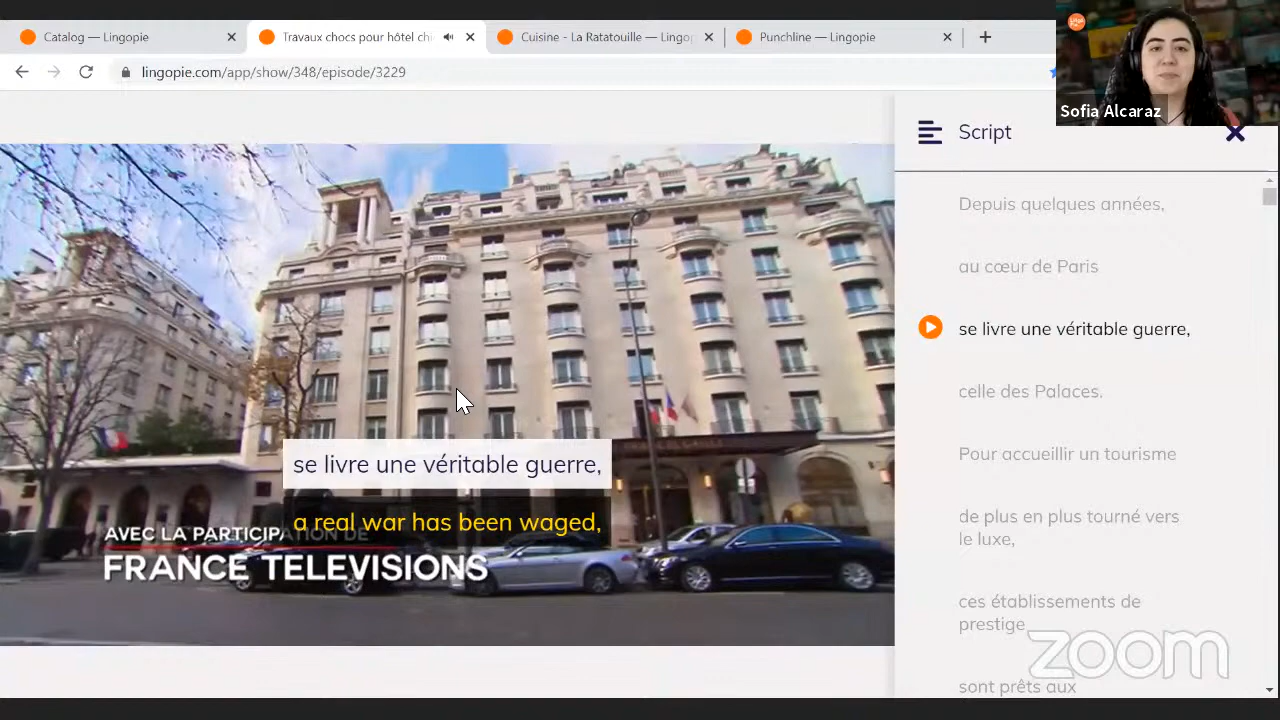 Catalog — Lingopie
Travaux chocs pour hôtel chi
Cuisine - La Ratatouille — Lingop
Punchline — Lingopie
lingopie.com/app/show/348/episode/3229
Sofia Alcaraz
Script
Depuis quelques années,
au cœur de Paris
se livre une véritable guerre,
celle des Palaces.
Pour accueillir un tourisme
de plus en plus tourné vers
le luxe,
ces établissements de
prestige
sont prêts aux
se livre une véritable guerre,
a real war has been waged,
AVEC LA PARTICIPATION DE
FRANCE TELEVISIONS
zoom